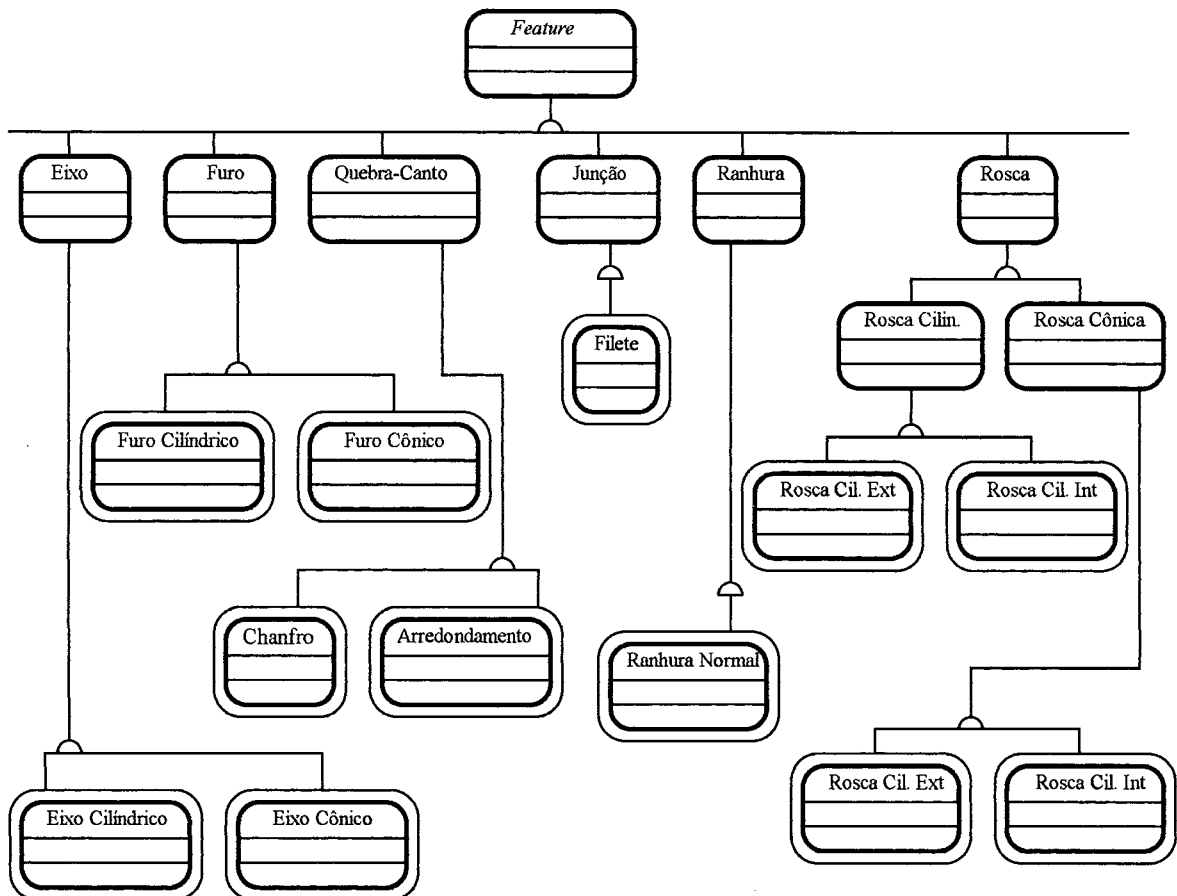 Feature
Eixo
Furo
Quebra-Canto
Junção
Ranhura
Rosca
Rosca Cilin.
Rosca Cônica
Filete
Furo Cilíndrico
Furo Cônico
Rosca Cil. Ext
Rosca Cil. Int
Chanfro
Arredondamento
Ranhura Normal
Rosca Cil. Ext
Rosca Cil. Int
Eixo Cilíndrico
Eixo Cônico